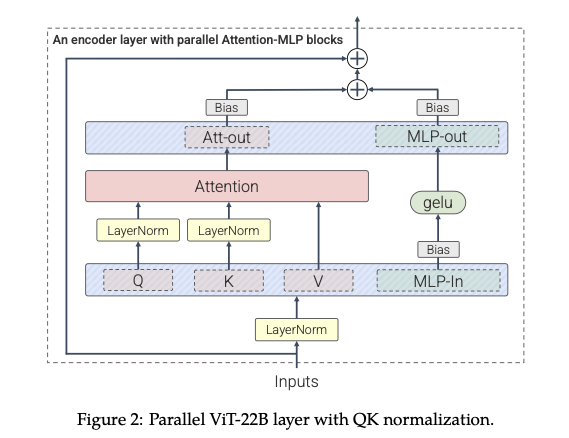 An encoder layer with parallel Attention-MLP blocks
Bias
Bias
Att-out
MLP-out
Attention
gelu
LayerNorm
LayerNorm
Bias
Q
K
V
MLP-In
LayerNorm
Inputs
Figure 2: Parallel ViT-22B layer with QK normalization.